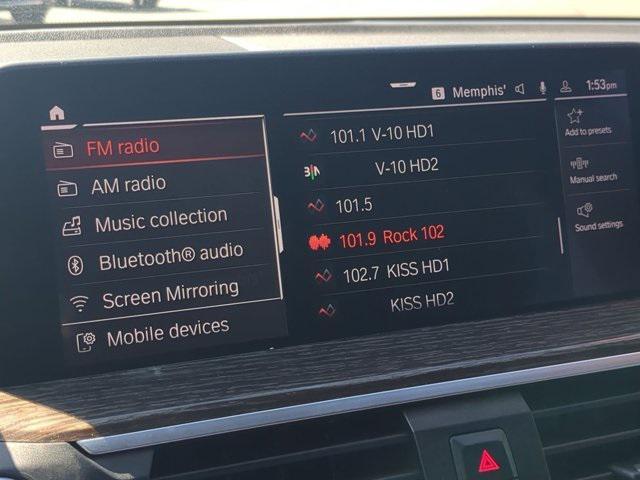 6 Memphis'
1:53pm
FM radio
AM radio
Music collection
Bluetooth® audio
Screen Mirroring
Mobile devices
101.1 V-10 HD1
V-10 HD2
101.5
101.9 Rock 102
102.7 KISS HD1
KISS HD2
Add to presets
Manual search
Sound settings